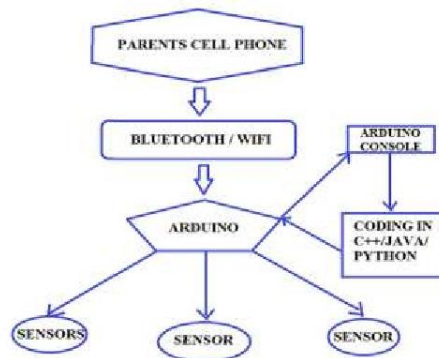 PARENTS CELL PHONE
BLUETOOTH / WIFI
ARDUINO
CONSOLE
ARDUINO
CODING IN
C++/JAVA/
PYTHON
SENSORS
SENSOR
SENSOR